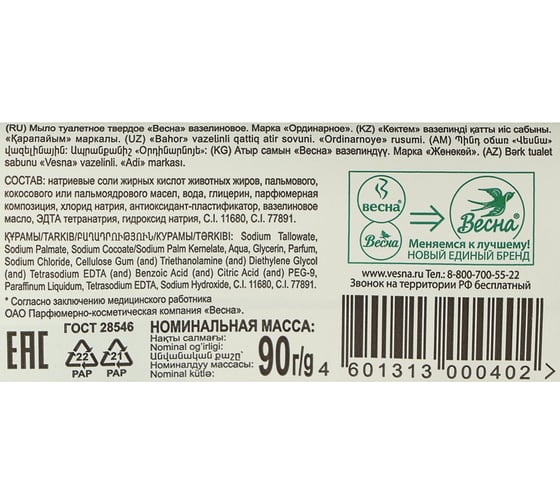 (RU) Мыло туалетное твердое «Весна» вазелиновое. Марка «Ординарное». (KZ) «Көктем» вазелинді қатты иіс сабыны.
«Қарапайым» маркалы. (UZ) «Bahor» vazelinli qattiq atir sovuni. «Ordinarnoye» rusumi. (AM) Պինդ օճառ «Վեսնա»
վազելինային: Ապրանքանիշ «Օրդինարնոյե»: (KG) Атыр самын «Весна» вазелиндүү. Марка «Жөнөкөй». (AZ) Bərk tualet
sabunu «Vesna» vazelinli. «Adi» markası.
СОСТАВ: натриевые соли жирных кислот животных жиров, пальмового,
кокосового или пальмоядрового масел, вода, глицерин, парфюмерная
композиция, хлорид натрия, антиоксидант-пластификатор, вазелиновое
масло, ЭДТА тетранатрия, гидроксид натрия, C.I. 11680, C.I. 77891.
ҚҰРАМЫ/TARKIB/ԲԱՂԱԴՐՈՒԹՅՈՒՆ/КУРАМЫ/TƏRKİBİ: Sodium Tallowate,
Sodium Palmate, Sodium Cocoate/Sodium Palm Kernelate, Aqua, Glycerin, Parfum,
Sodium Chloride, Cellulose Gum (and) Triethanolamine (and) Diethylene Glycol
(and) Tetrasodium EDTA (and) Benzoic Acid (and) Citric Acid (and) PEG-9,
Paraffinum Liquidum, Tetrasodium EDTA, Sodium Hydroxide, C.I. 11680, C.I. 77891.
* Согласно заключению медицинского работника
ОАО Парфюмерно-косметическая компания «Весна».
весна®
Весна
Весна®
Меняемся к лучшему!
НОВЫЙ ЕДИНЫЙ БРЕНД
www.vesna.ru Тел.: 8-800-700-55-22
Звонок на территории РФ бесплатный
EAC
ГОСТ 28546
22
PAP
21
PAP
НОМИНАЛЬНАЯ МАССА:
Нақты салмағы:
Nominal og'irligi:
Անվանական քաշը՝
Номиналдуу массасы:
Nominal kütlə:
90г/g
4 601313 000402 >